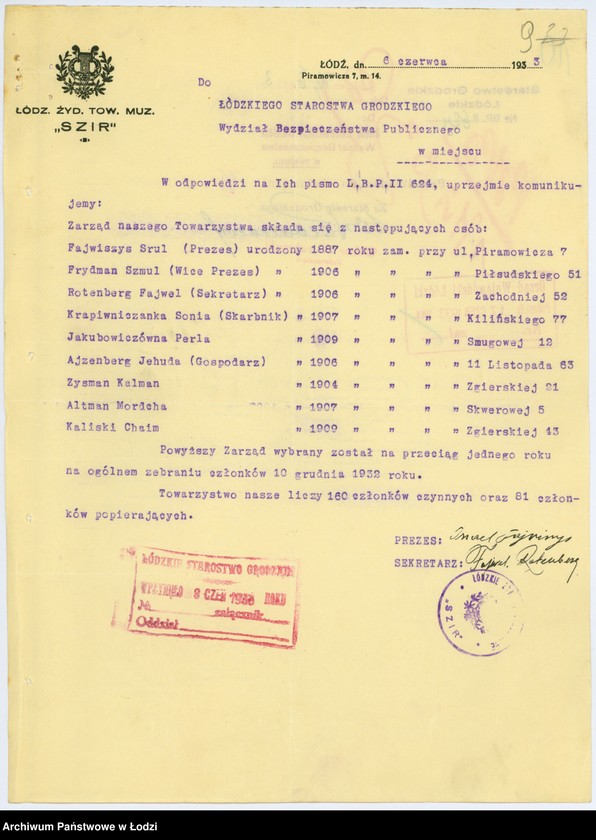 9
ŁÓDŹ, dn. 6 czerwca 1933
Piramowicza 7, m. 14.
ŁÓDZ. ŻYD. TOW. MUZ.
„SZIR"
Do
ŁÓDZKIEGO STAROSTWA GRODZKIEGO
Wydział Bezpieczeństwa Publicznego
w miejscu
W odpowiedzi na Ich pismo L.B.P.II 624, uprzejmie komuniku-
jemy:
Zarząd naszego Towarzystwa składa się z następujących osób:
Fajwiszys Srul (Prezes) urodzony 1887 roku zam. przy ul. Piramowicza 7
Frydman Szmul (Wice Prezes) " 1906 " " " Piłsudskiego 51
Rotenberg Fajwel (Sekretarz) " 1906 " " " Zachodniej 52
Krapiwniczanka Sonia (Skarbnik) " 1907 " " " Kilińskiego 77
Jakubowiczówna Perla " 1909 " " " Smugowej 12
Ajzenberg Jehuda (Gospodarz) " 1906 " " " 11 Listopada 63
Zysman Kelman " 1904 " " " Zgierskiej 21
Altman Mordcha " 1907 " " " Skwerowej 5
Kaliski Chaim " 1909 " " " Zgierskiej 43
Powyższy Zarząd wybrany został na przeciąg jednego roku
na ogólnem zebraniu członków 10 grudnia 1932 roku.
Towarzystwo nasze liczy 160 członków czynnych oraz 81 człon-
ków popierających.
PREZES:
SEKRETARZ: Fajwel Rotenberg
ŁÓDZKIE STAROSTWO GRODZKIE
WPŁYNĘŁO 8 CZE 1933 ROKU
№ załącznik
Oddział
ŁÓDZKIE
"SZIR"
Archiwum Państwowe w Łodzi